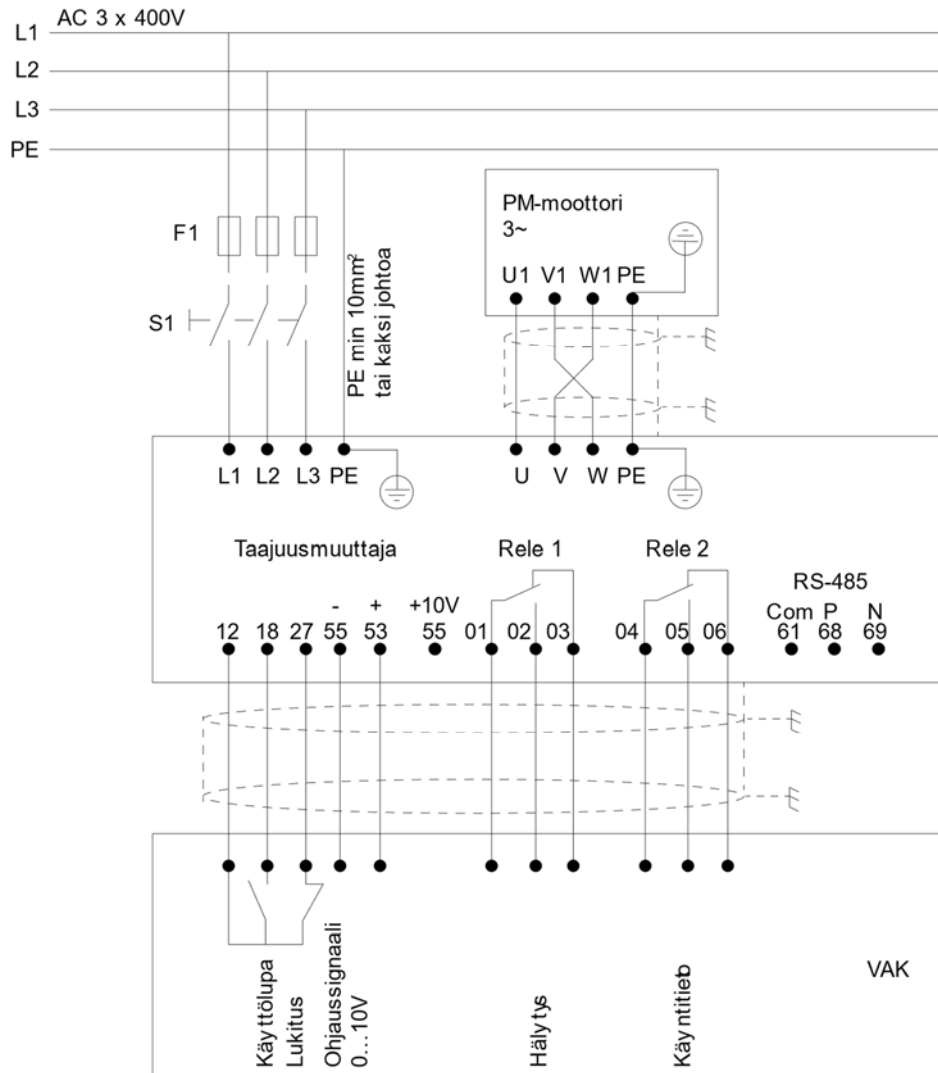 AC 3 x 400V
L1
L2
L3
PE
F1
S1
PE min 10mm²
tai kaksi johtoa
PM-moottori
3~
U1 V1 W1 PE
L1 L2 L3 PE
U V W PE
Taajuusmuuttaja
Rele 1
Rele 2
RS-485
- + +10V
Com P N
12 18 27 55 53 55 01 02 03 04 05 06 61 68 69
Käyttölupa
Lukitus
Ohjaussignaali
0...10V
Hälytys
Käyntitieto
VAK